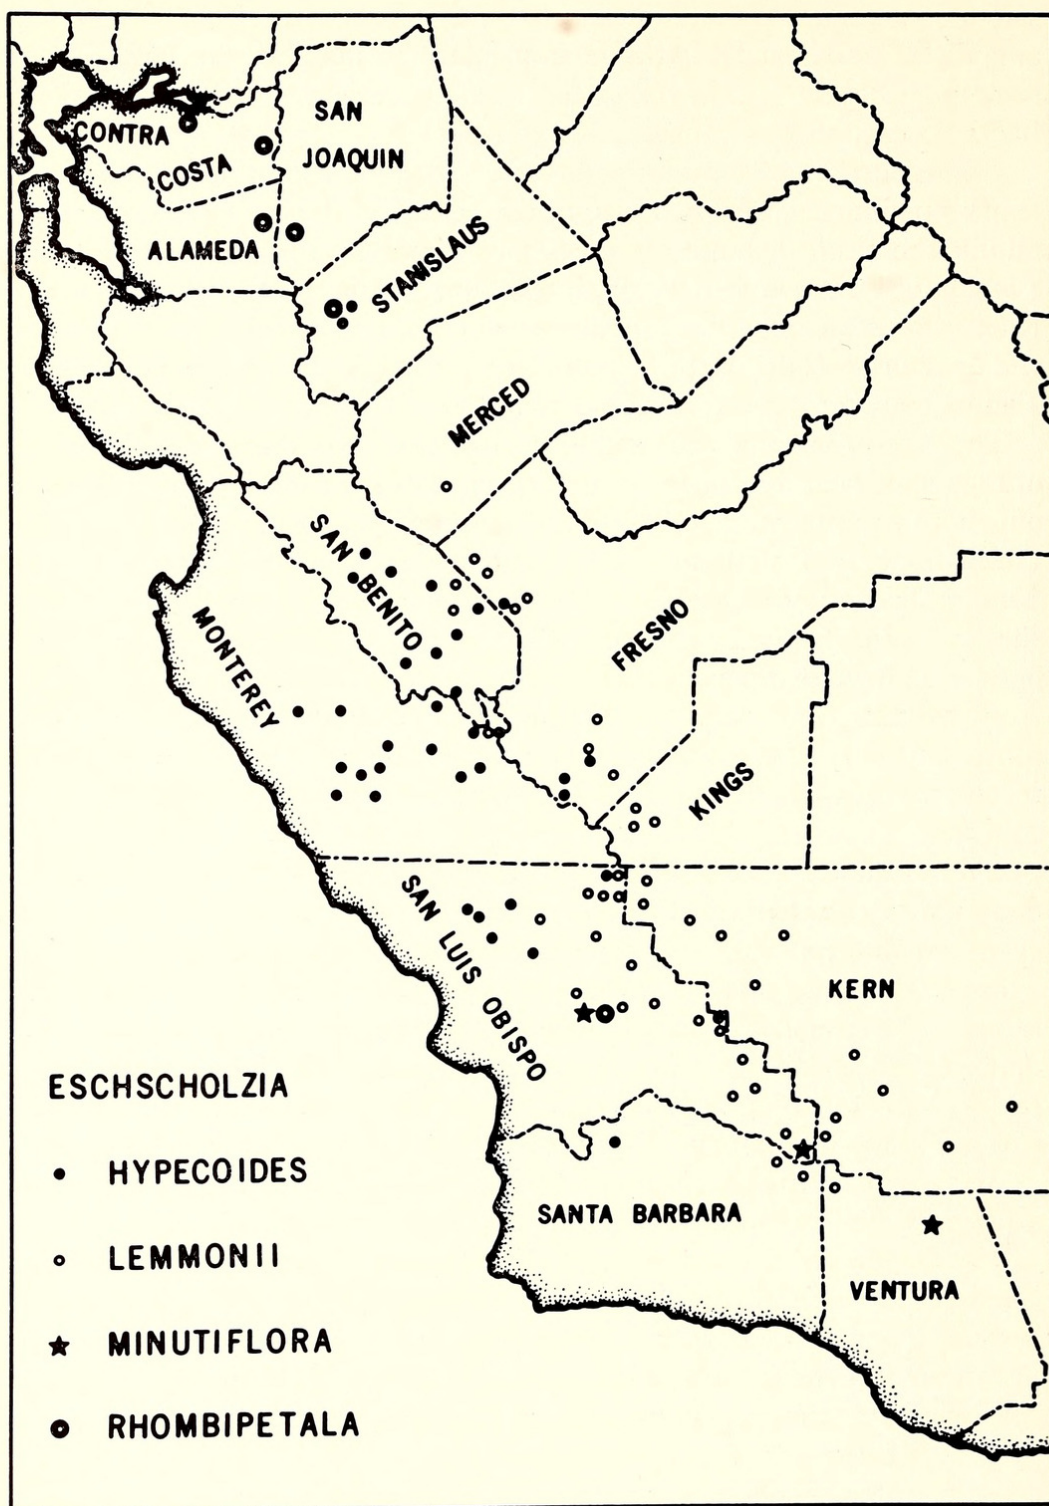 CONTRA
COSTA
SAN
JOAQUIN
ALAMEDA
STANISLAUS
MERCED
SAN
BENITO
MONTEREY
FRESNO
KINGS
SAN LUIS OBISPO
KERN
SANTA BARBARA
VENTURA
ESCHSCHOLZIA
HYPECOIDES
LEMMONII
MINUTIFLORA
RHOMBIPETALA